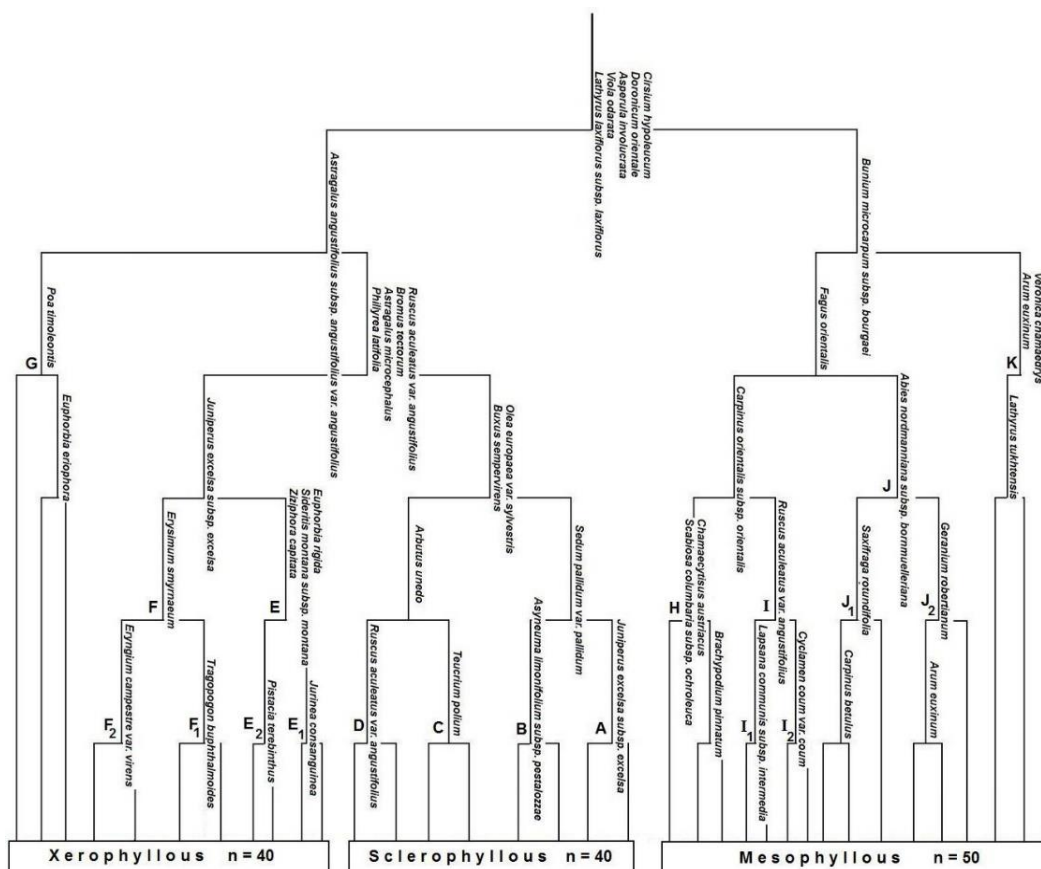 Cirsium hypoleucum
Doronicum orientale
Asperula involucrata
Viola odarata
Lathyrus laxiflorus subsp. laxiflorus
Astragalus angustifolius subsp. angustifolius var. angustifolius
Bunium microcarpum subsp. bourgaei
Poa timoleontis
Ruscus aculeatus var. angustifolius
Bromus tectorum
Astragalus microcephalus
Phillyrea latifolia
Fagus orientalis
Veronica chamaedrys
Arum euxinum
G
Euphorbia eriophora
Juniperus excelsa subsp. excelsa
Olea europaea var. sylvestris
Buxus sempervirens
Carpinus orientalis subsp. orientalis
Abies nordmanniana subsp. bornmuelleriana
K
Lathyrus tukhtensis
J
Erysimum smyrnaeum
F
Euphorbia rigida
Sideritis montana subsp. montana
Ziziphora capitata
E
Arbutus unedo
Sedum pallidum var. pallidum
Chamaecytisus austriacus
Scabiosa columbaria subsp. ochroleuca
H
Ruscus aculeatus var. angustifolius
I
Saxifraga rotundifolia
J1
Geranium robertianum
J2
Eryngium campestre var. virens
F2
Tragopogon buphthalmoides
F1
Pistacia terebinthus
E2
Jurinea consanguinea
E1
Ruscus aculeatus var. angustifolius
D
Teucrium polium
C
Asyneuma limonifolium subsp. pestalozzae
B
Juniperus excelsa subsp. excelsa
A
Brachypodium pinnatum
Lapsana communis subsp. intermedia
I1
Cyclamen coum var. coum
I2
Carpinus betulus
Arum euxinum
Xerophyllous n = 40
Sclerophyllous n = 40
Mesophyllous n = 50